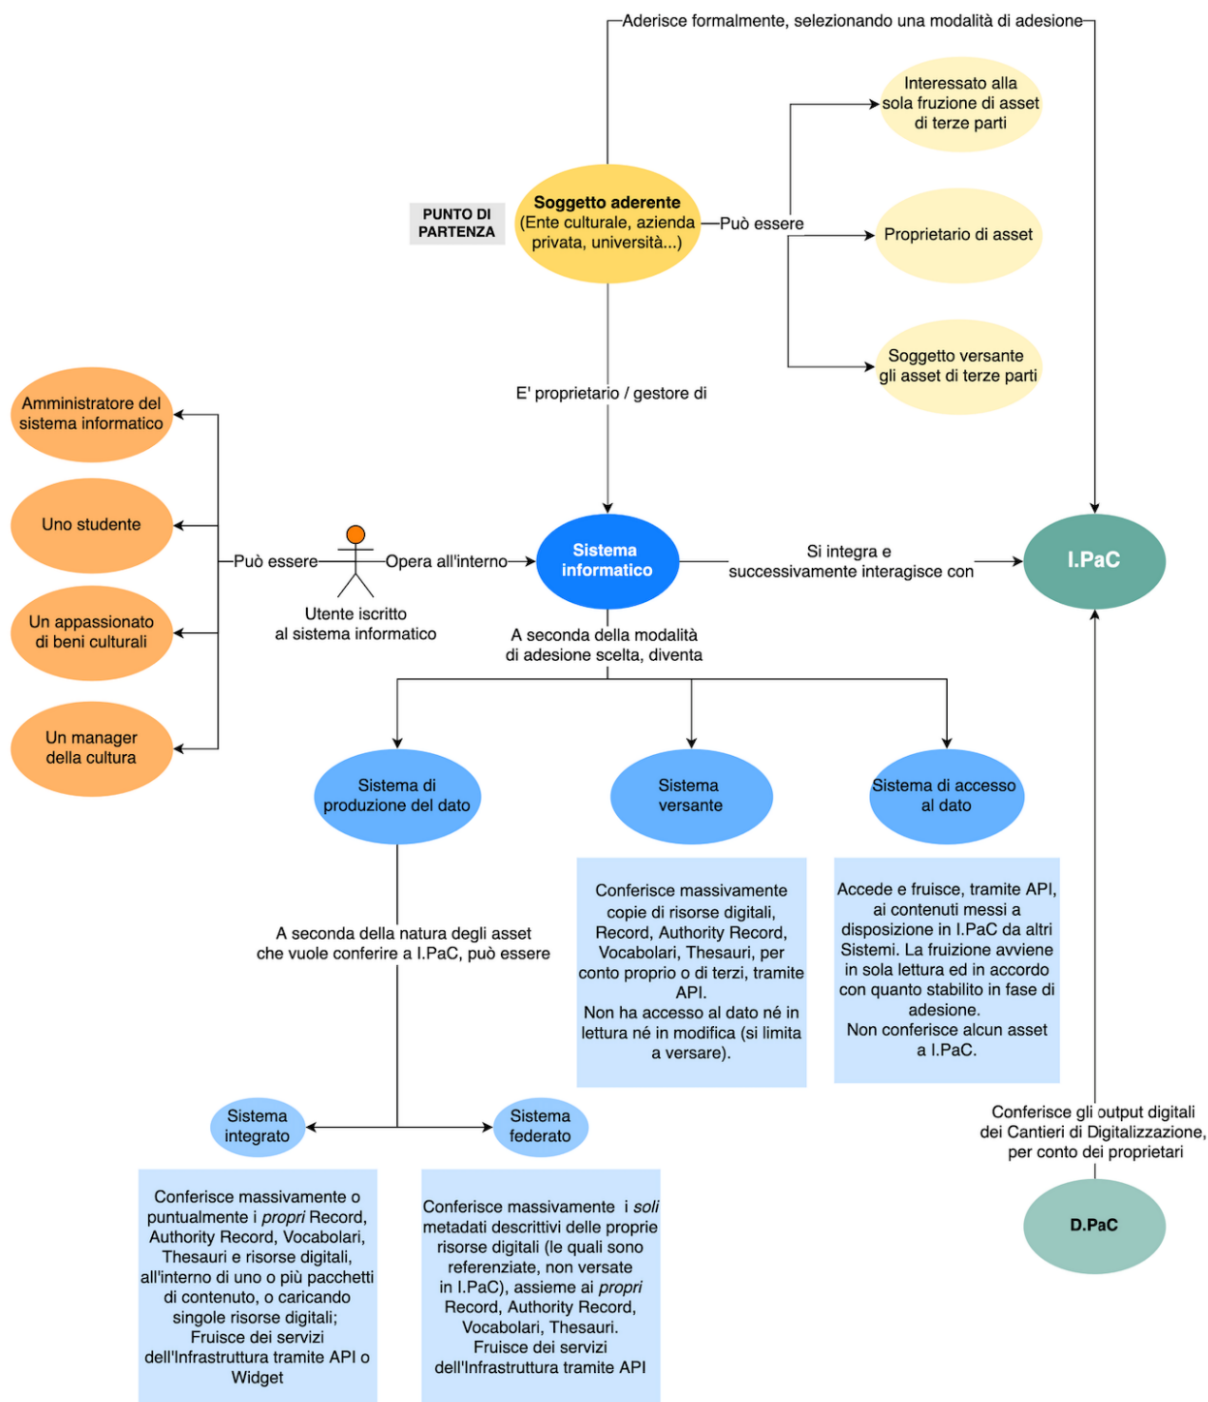 Aderisce formalmente, selezionando una modalità di adesione
Interessato alla
sola fruzione di asset
di terze parti
PUNTO DI
PARTENZA
Soggetto aderente
(Ente culturale, azienda
privata, università...)
Può essere
Proprietario di asset
Soggetto versante
gli asset di terze parti
E' proprietario / gestore di
Amministratore del
sistema informatico
Uno studente
Un appassionato
di beni culturali
Un manager
della cultura
Può essere
Opera all'interno
Utente iscritto
al sistema informatico
Sistema
informatico
Si integra e
successivamente interagisce con
I.PaC
A seconda della modalità
di adesione scelta, diventa
Sistema di
produzione del dato
Sistema
versante
Sistema di accesso
al dato
Conferisce massivamente
copie di risorse digitali,
Record, Authority Record,
Vocabolari, Thesauri, per
conto proprio o di terzi, tramite
API.
Non ha accesso al dato né in
lettura né in modifica (si limita
a versare).
Accede e fruisce, tramite API,
ai contenuti messi a
disposizione in I.PaC da altri
Sistemi. La fruizione avviene
in sola lettura ed in accordo
con quanto stabilito in fase di
adesione.
Non conferisce alcun asset
a I.PaC.
A seconda della natura degli asset
che vuole conferire a I.PaC, può essere
Sistema
integrato
Sistema
federato
Conferisce massivamente o
puntualmente i propri Record,
Authority Record, Vocabolari,
Thesauri e risorse digitali,
all'interno di uno o più pacchetti
di contenuto, o caricando
singole risorse digitali;
Fruisce dei servizi
dell'Infrastruttura tramite API o
Widget
Conferisce massivamente i soli
metadati descrittivi delle proprie
risorse digitali (le quali sono
referenziate, non versate
in I.PaC), assieme ai propri
Record, Authority Record,
Vocabolari, Thesauri.
Fruisce dei servizi
dell'Infrastruttura tramite API
Conferisce gli output digitali
dei Cantieri di Digitalizzazione,
per conto dei proprietari
D.PaC